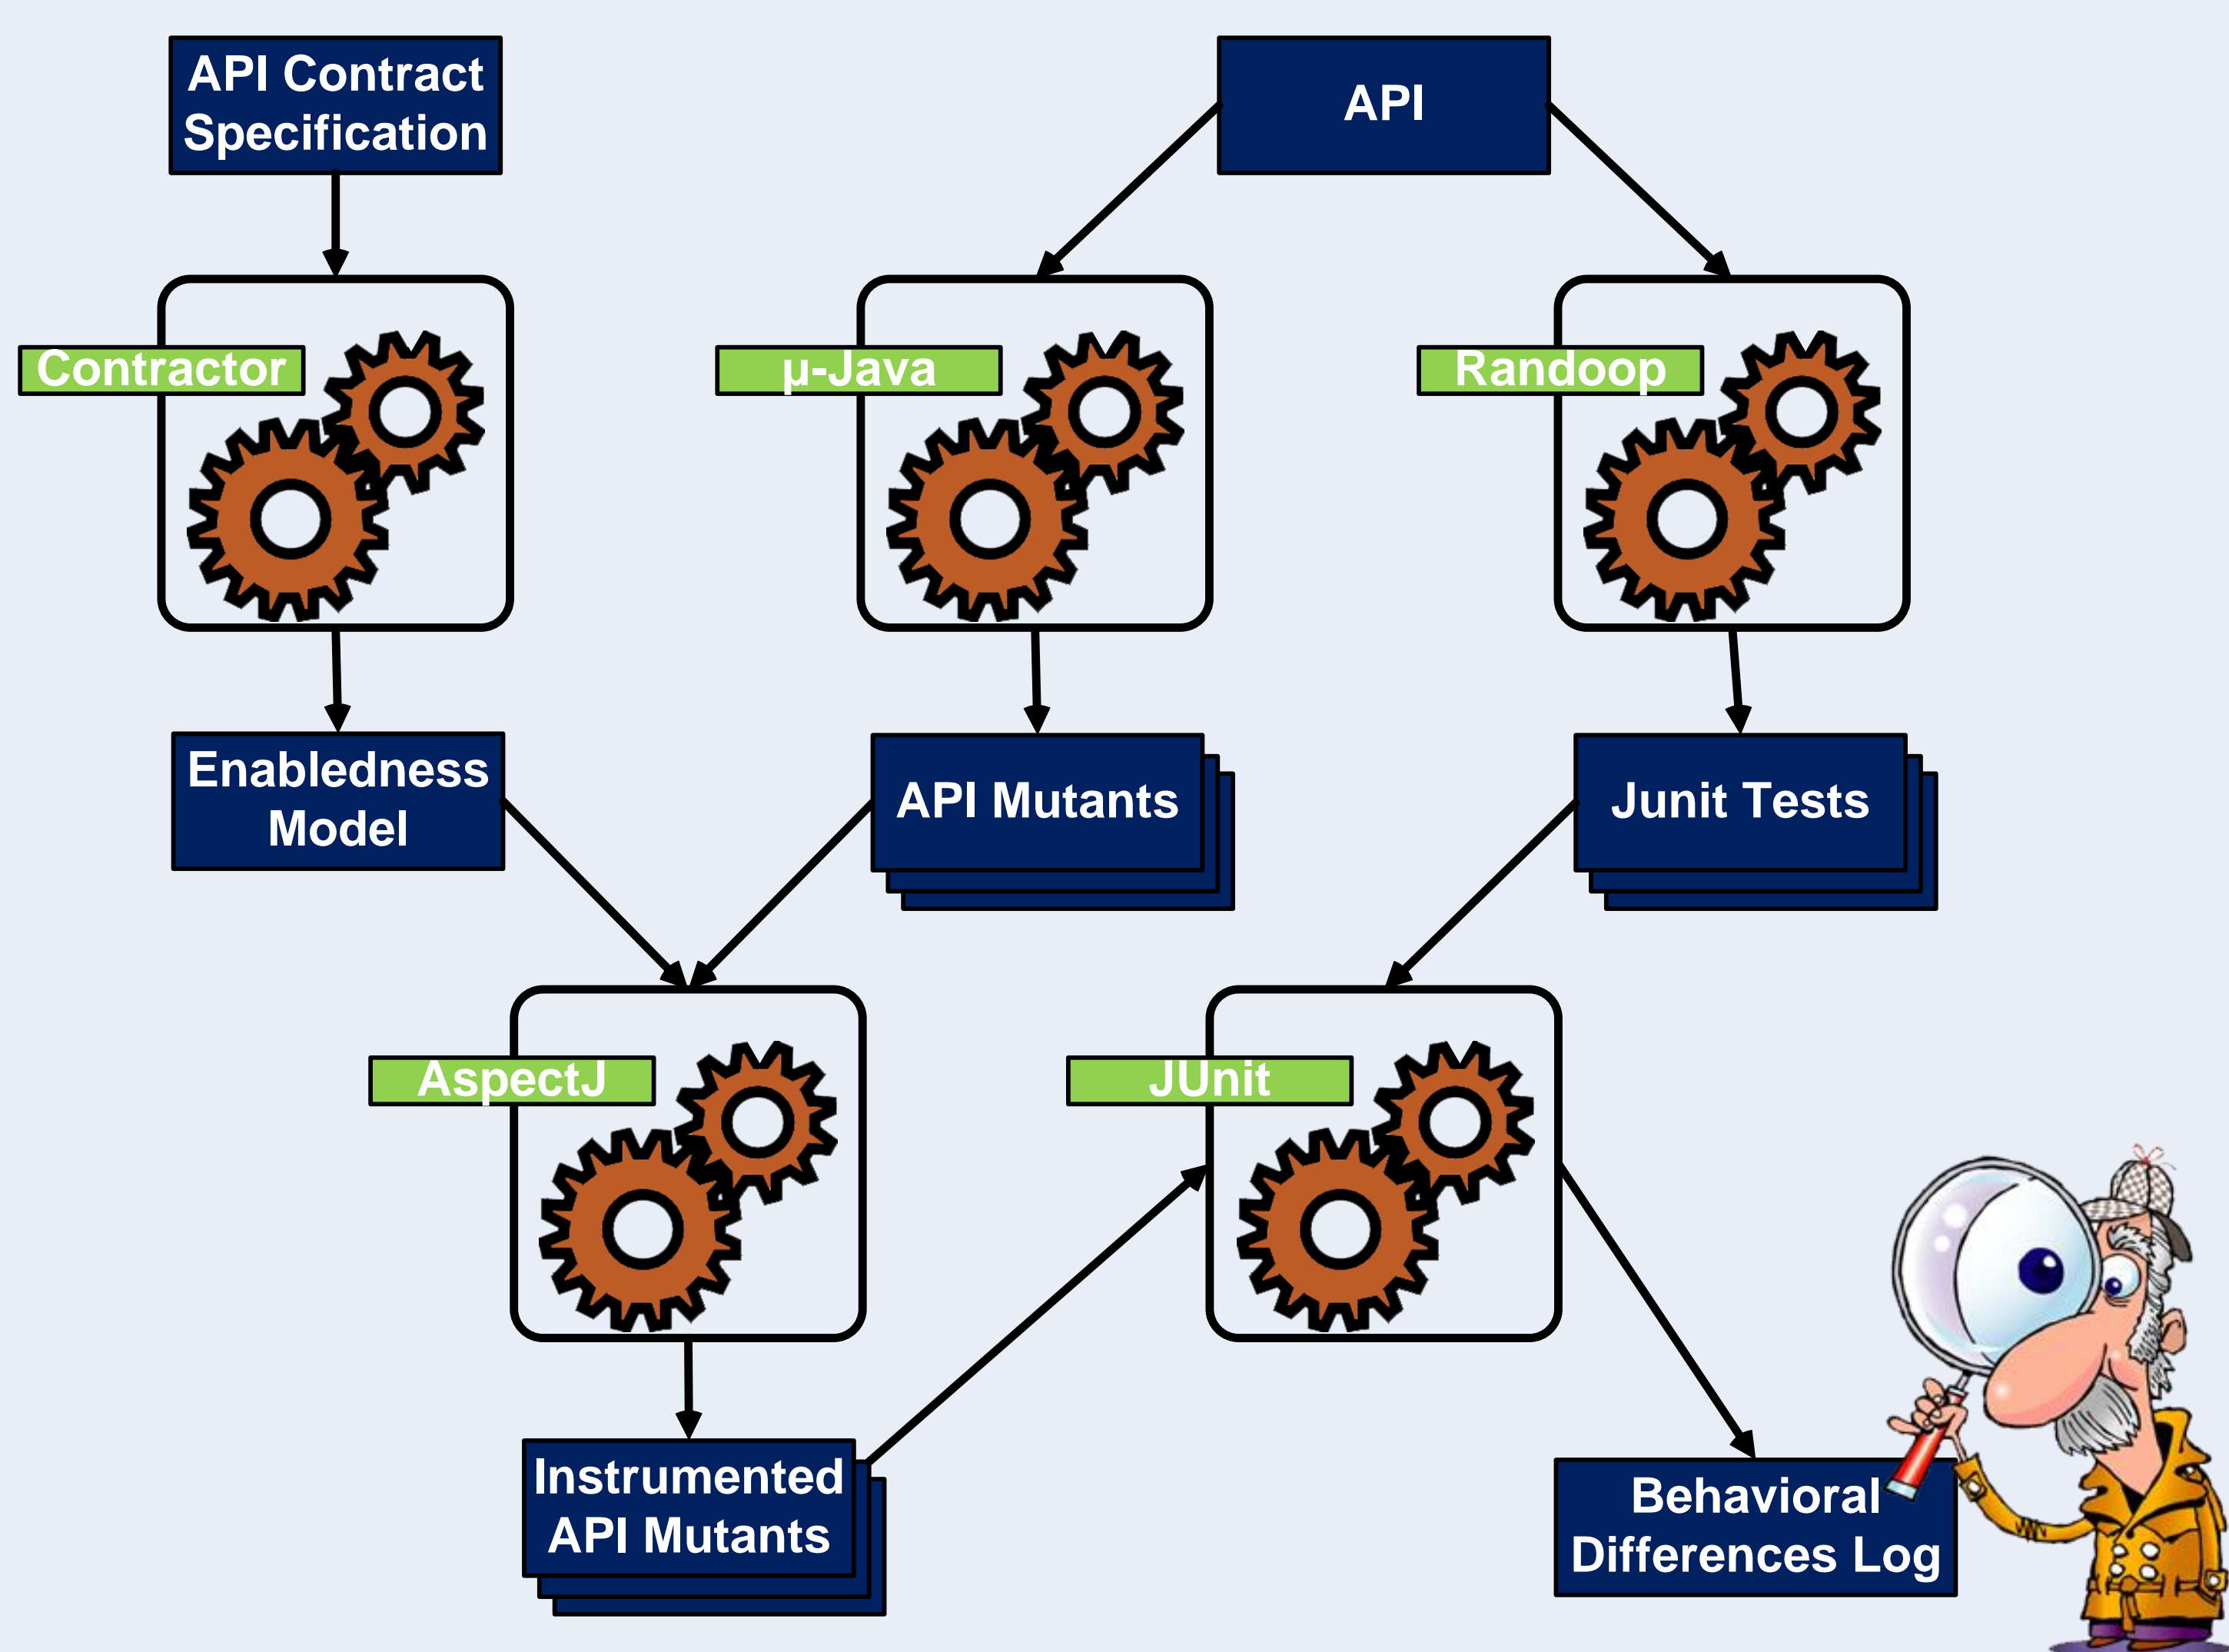 API Contract
Specification
API
Contractor
µ-Java
Randoop
Enabledness
Model
API Mutants
Junit Tests
AspectJ
JUnit
Instrumented
API Mutants
Behavioral
Differences Log